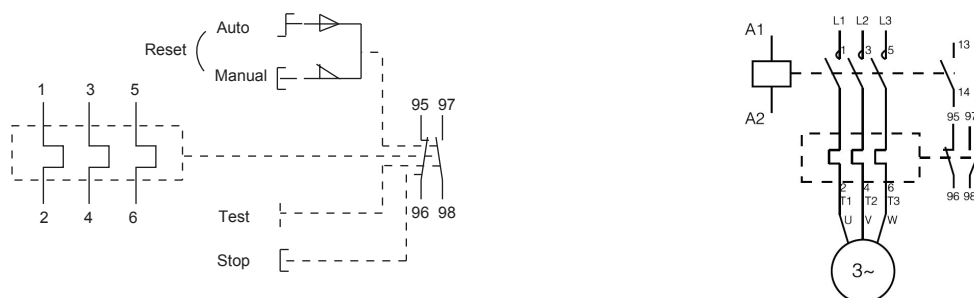 Auto
Reset
Manual
1 3 5
95 97
2 4 6
96 98
Test
Stop
L1 L2 L3
A1
1 3 5
13
14
A2
95 97
2 4 6
96 98
T1 T2 T3
U V W
3~